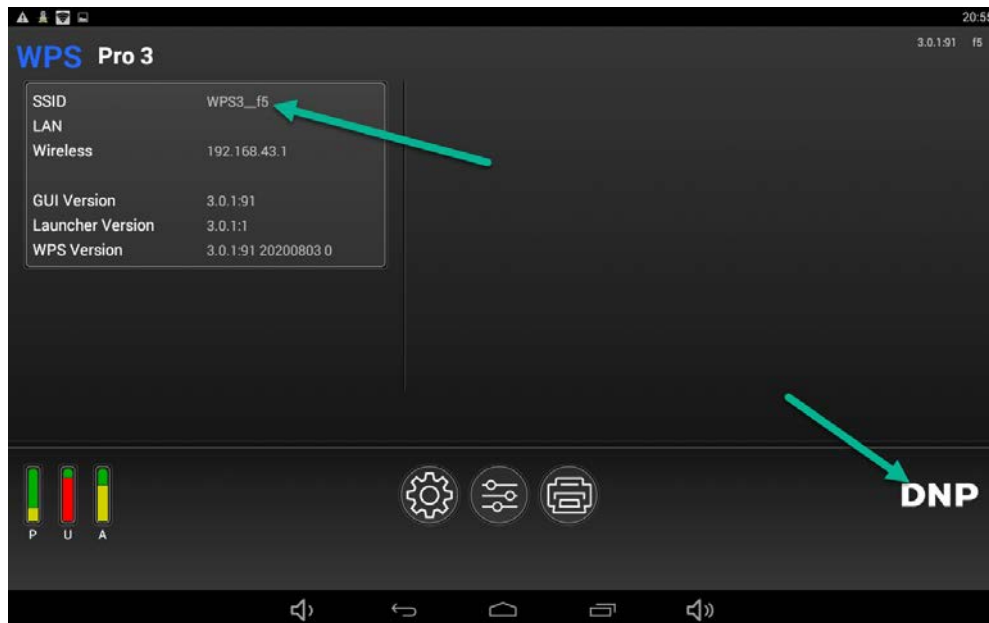 20:55
WPS Pro 3
3.0.1:91 f5
SSID WPS3__f5
LAN
Wireless 192.168.43.1
GUI Version 3.0.1:91
Launcher Version 3.0.1:1
WPS Version 3.0.1:91 20200803 0
DNP
P U A